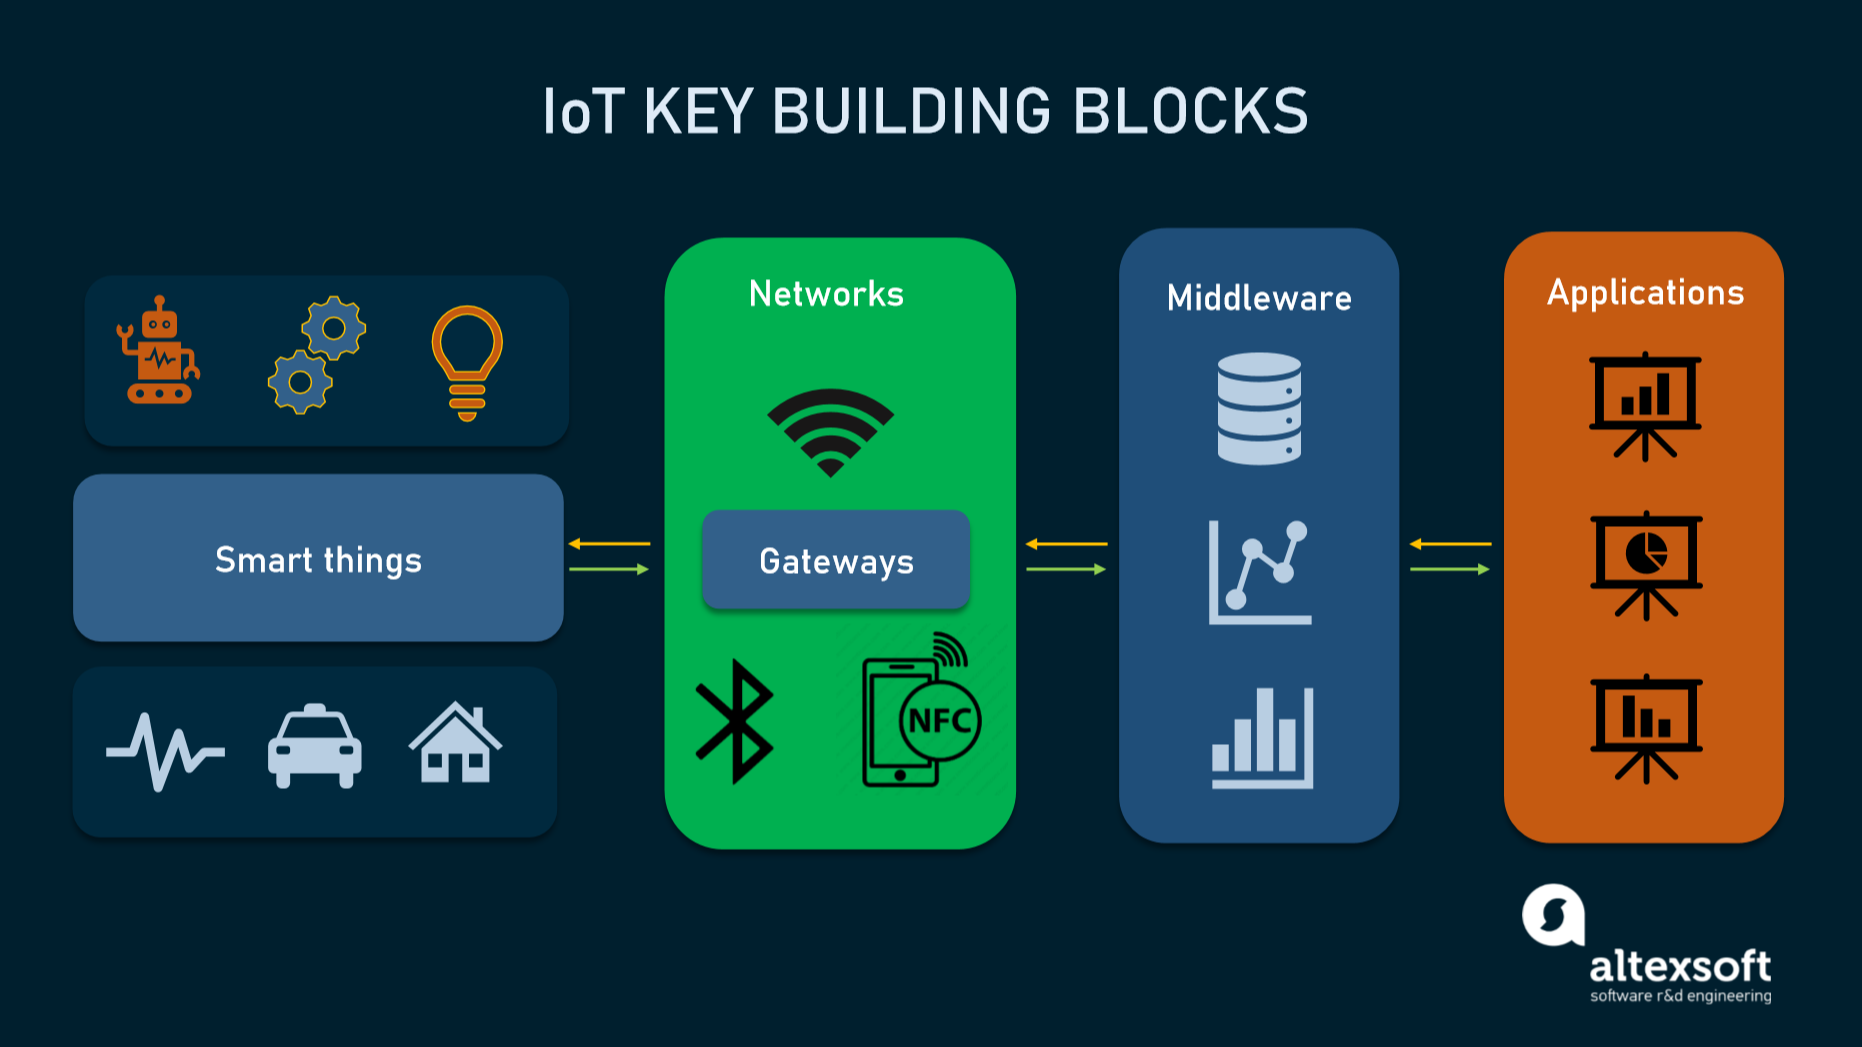 IoT KEY BUILDING BLOCKS
Smart things
Networks
Gateways
NFC
Middleware
Applications
altexsoft
software r&d engineering